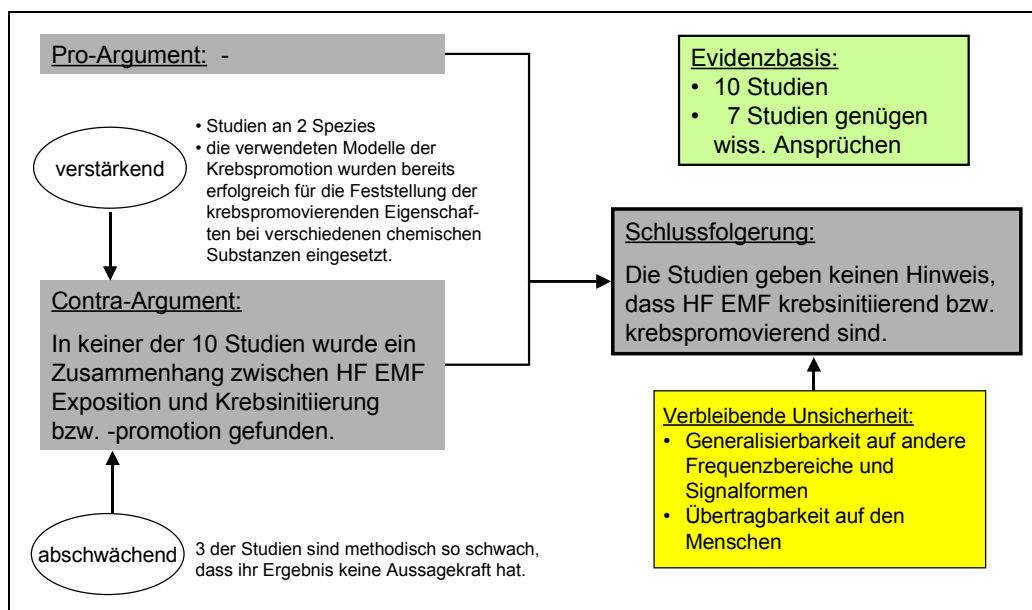 Pro-Argument: -
Evidenzbasis:
• 10 Studien
• 7 Studien genügen
wiss. Ansprüchen
verstärkend
• Studien an 2 Spezies
• die verwendeten Modelle der
Krebspromotion wurden bereits
erfolgreich für die Feststellung der
krebspromovierenden Eigenschaf-
ten bei verschiedenen chemischen
Substanzen eingesetzt.
Contra-Argument:
In keiner der 10 Studien wurde ein
Zusammenhang zwischen HF EMF
Exposition und Krebsinitiierung
bzw. -promotion gefunden.
Schlussfolgerung:
Die Studien geben keinen Hinweis,
dass HF EMF krebsinitiierend bzw.
krebspromovierend sind.
Verbleibende Unsicherheit:
• Generalisierbarkeit auf andere
Frequenzbereiche und
Signalformen
• Übertragbarkeit auf den
Menschen
abschwächend
3 der Studien sind methodisch so schwach,
dass ihr Ergebnis keine Aussagekraft hat.